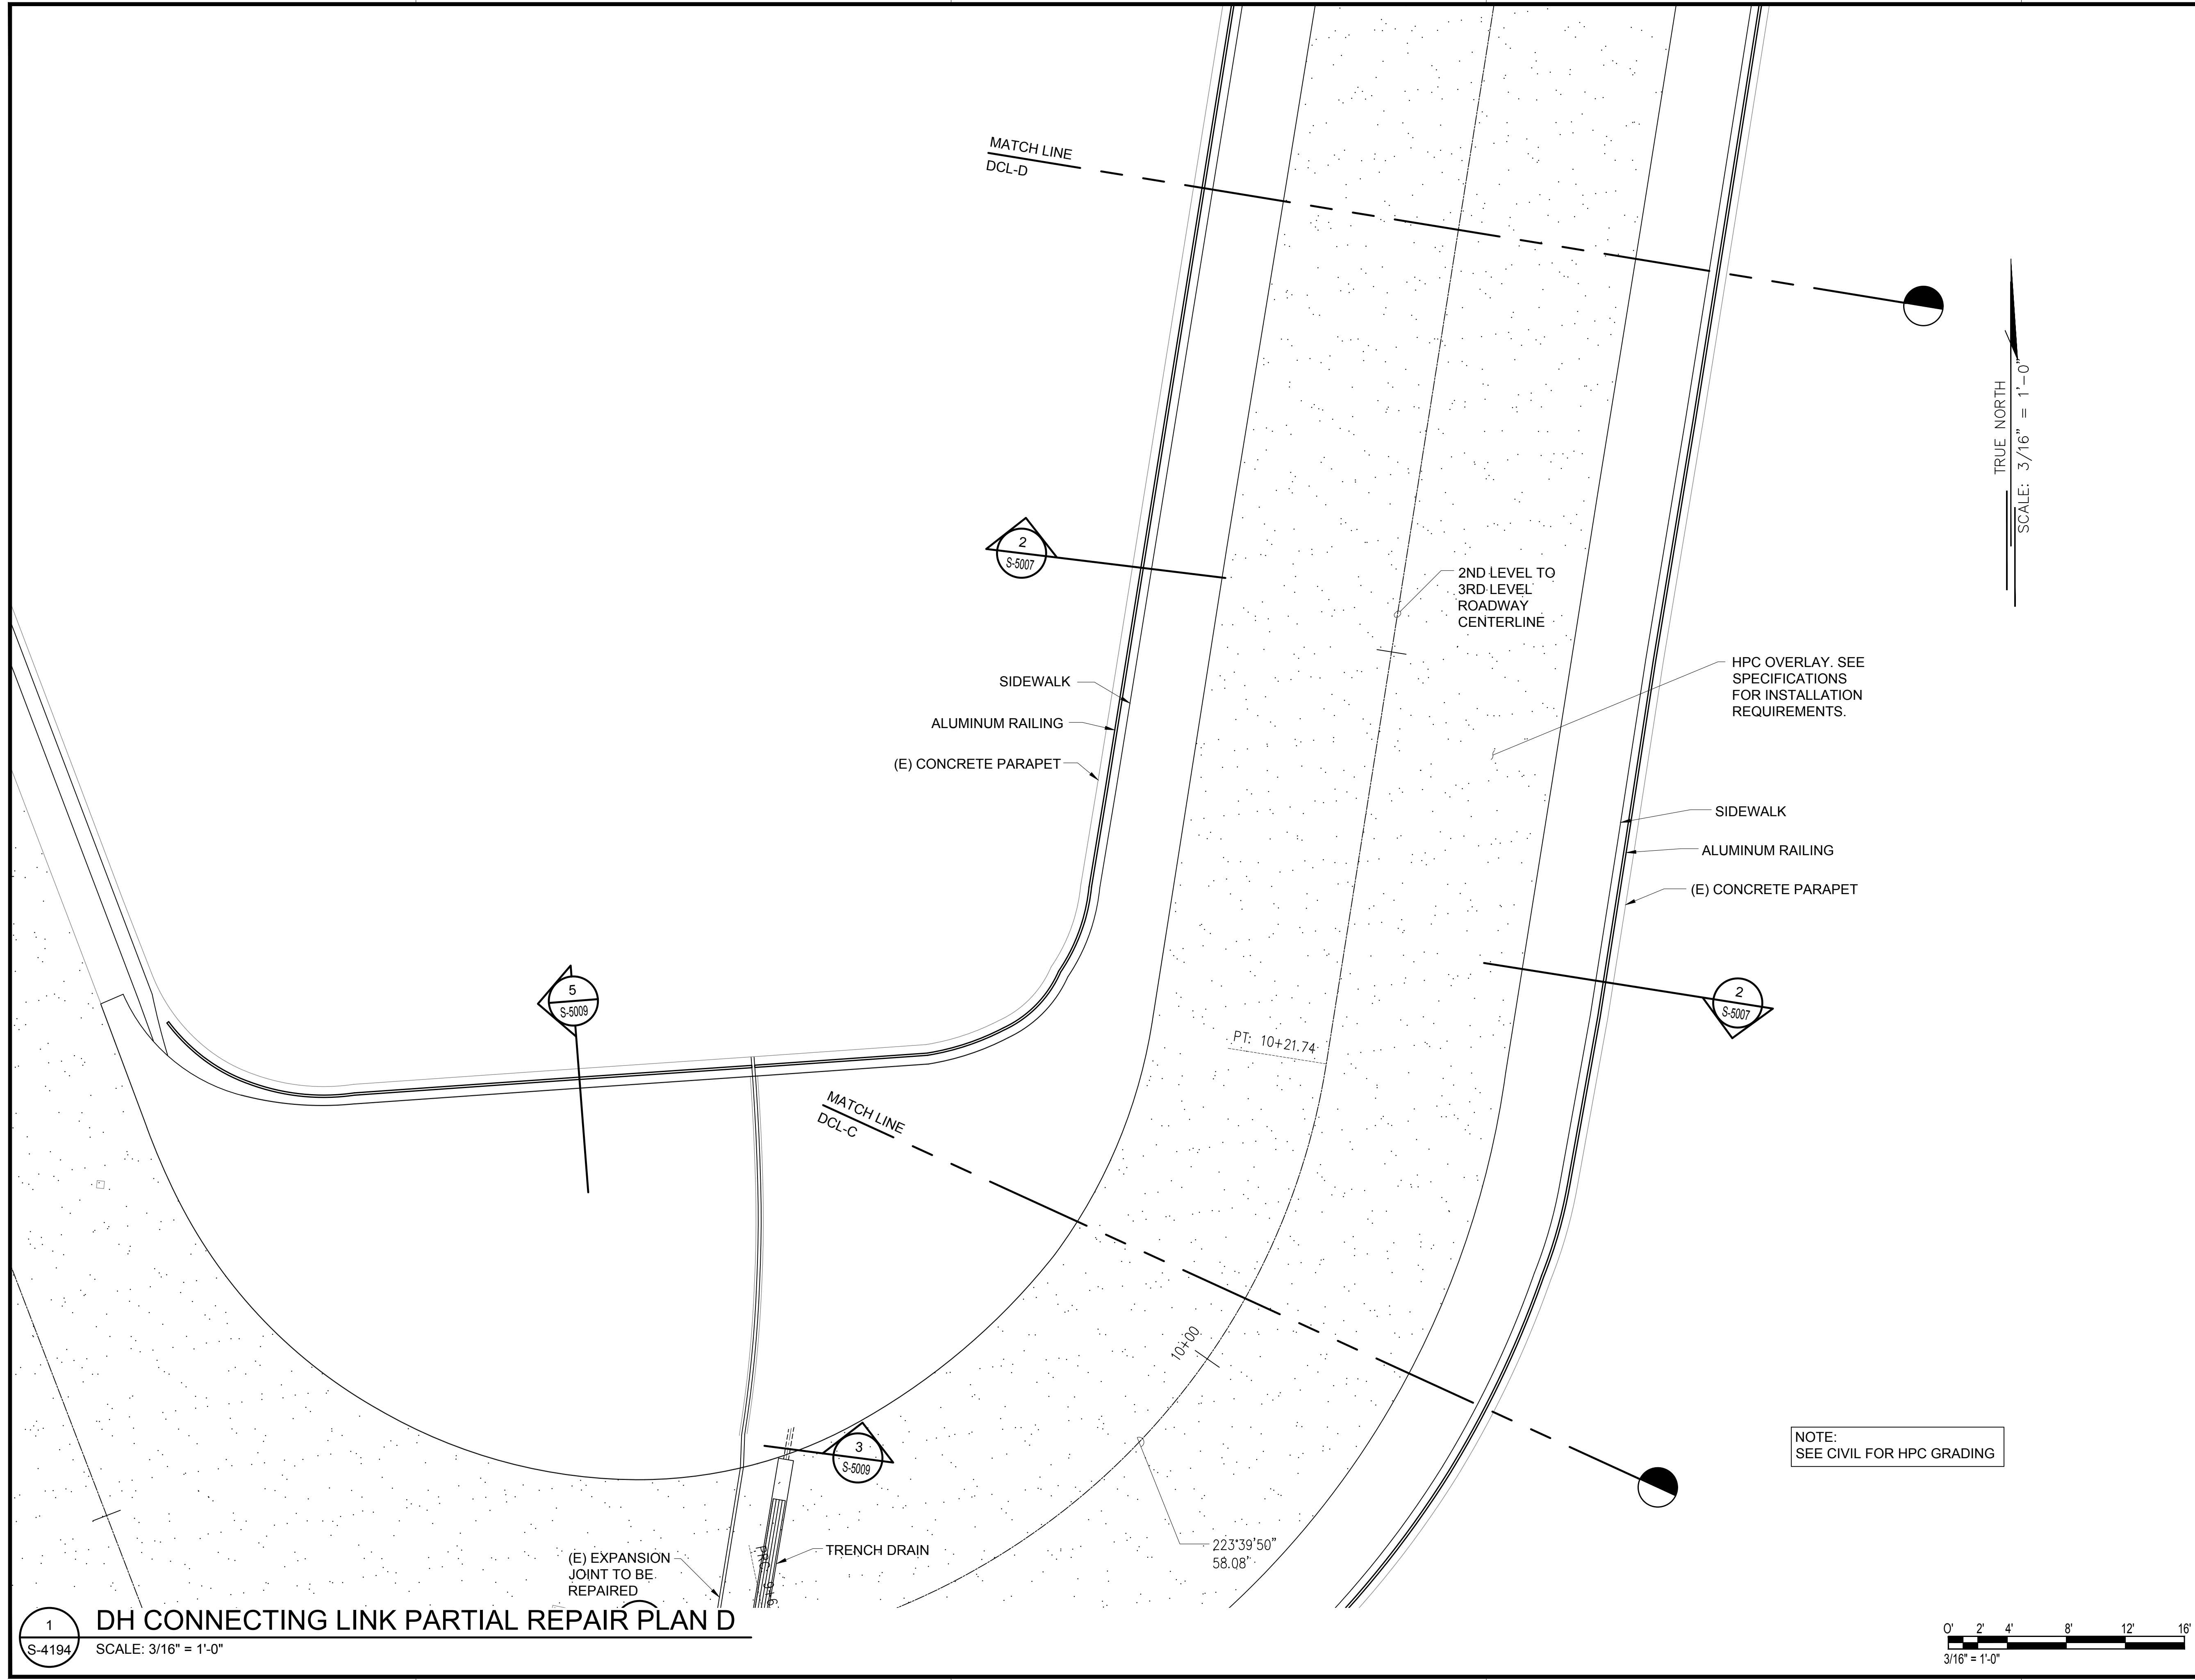 MATCH LINE
DCL-D
TRUE NORTH
SCALE: 3/16" = 1'-0"
2
S-5007
2ND LEVEL TO
3RD LEVEL
ROADWAY
CENTERLINE
HPC OVERLAY. SEE
SPECIFICATIONS
FOR INSTALLATION
REQUIREMENTS.
SIDEWALK
ALUMINUM RAILING
(E) CONCRETE PARAPET
SIDEWALK
ALUMINUM RAILING
(E) CONCRETE PARAPET
5
S-5009
2
S-5007
PT: 10+21.74
MATCH LINE
DCL-C
10+00
3
S-5009
NOTE:
SEE CIVIL FOR HPC GRADING
223°39'50"
58.08'
TRENCH DRAIN
PRC: 9+6
(E) EXPANSION
JOINT TO BE
REPAIRED
1
S-4194
DH CONNECTING LINK PARTIAL REPAIR PLAN D
SCALE: 3/16" = 1'-0"
0' 2' 4' 8' 12' 16'
3/16" = 1'-0"